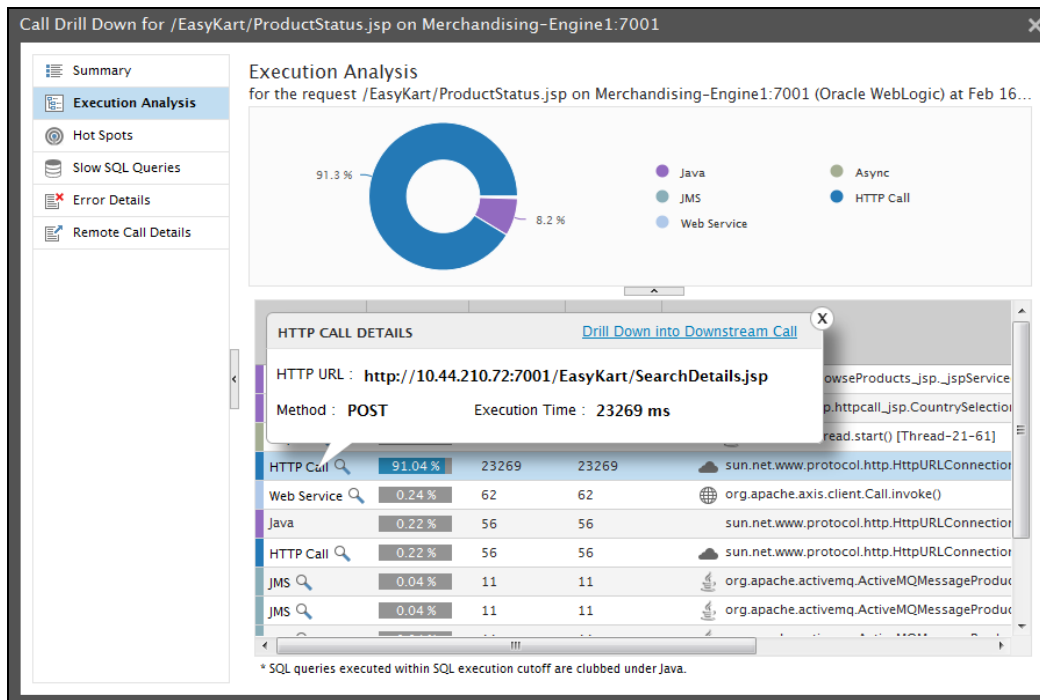 Call Drill Down for /EasyKart/ProductStatus.jsp on Merchandising-Engine1:7001
Summary
Execution Analysis
Hot Spots
Slow SQL Queries
Error Details
Remote Call Details
Execution Analysis
for the request /EasyKart/ProductStatus.jsp on Merchandising-Engine1:7001 (Oracle WebLogic) at Feb 16...
91.3 %
8.2 %
Java
Async
JMS
HTTP Call
Web Service
HTTP CALL DETAILS Drill Down into Downstream Call X
HTTP URL : http://10.44.210.72:7001/EasyKart/SearchDetails.jsp
Method : POST Execution Time : 23269 ms
owseProducts_jsp._jspService
p.httpcall_jsp.CountrySelection
read.start() [Thread-21-61]
HTTP Call 91.04 % 23269 23269 sun.net.www.protocol.http.HttpURLConnection
Web Service 0.24 % 62 62 org.apache.axis.client.Call.invoke()
Java 0.22 % 56 56 sun.net.www.protocol.http.HttpURLConnection
HTTP Call 0.22 % 56 56 sun.net.www.protocol.http.HttpURLConnection
JMS 0.04 % 11 11 org.apache.activemq.ActiveMQMessageProduc
JMS 0.04 % 11 11 org.apache.activemq.ActiveMQMessageProduc
* SQL queries executed within SQL execution cutoff are clubbed under Java.